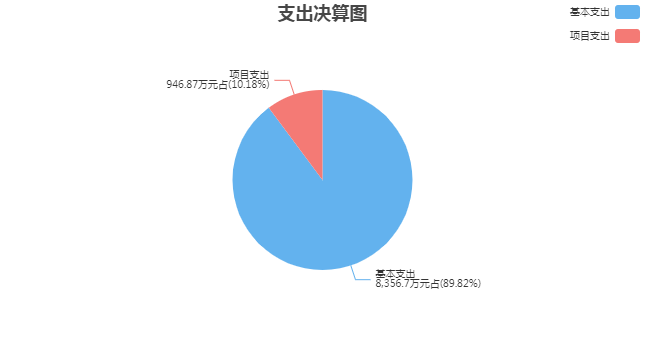 支出决算图
基本支出
项目支出
项目支出
946.87万元占(10.18%)
基本支出
8,356.7万元占(89.82%)